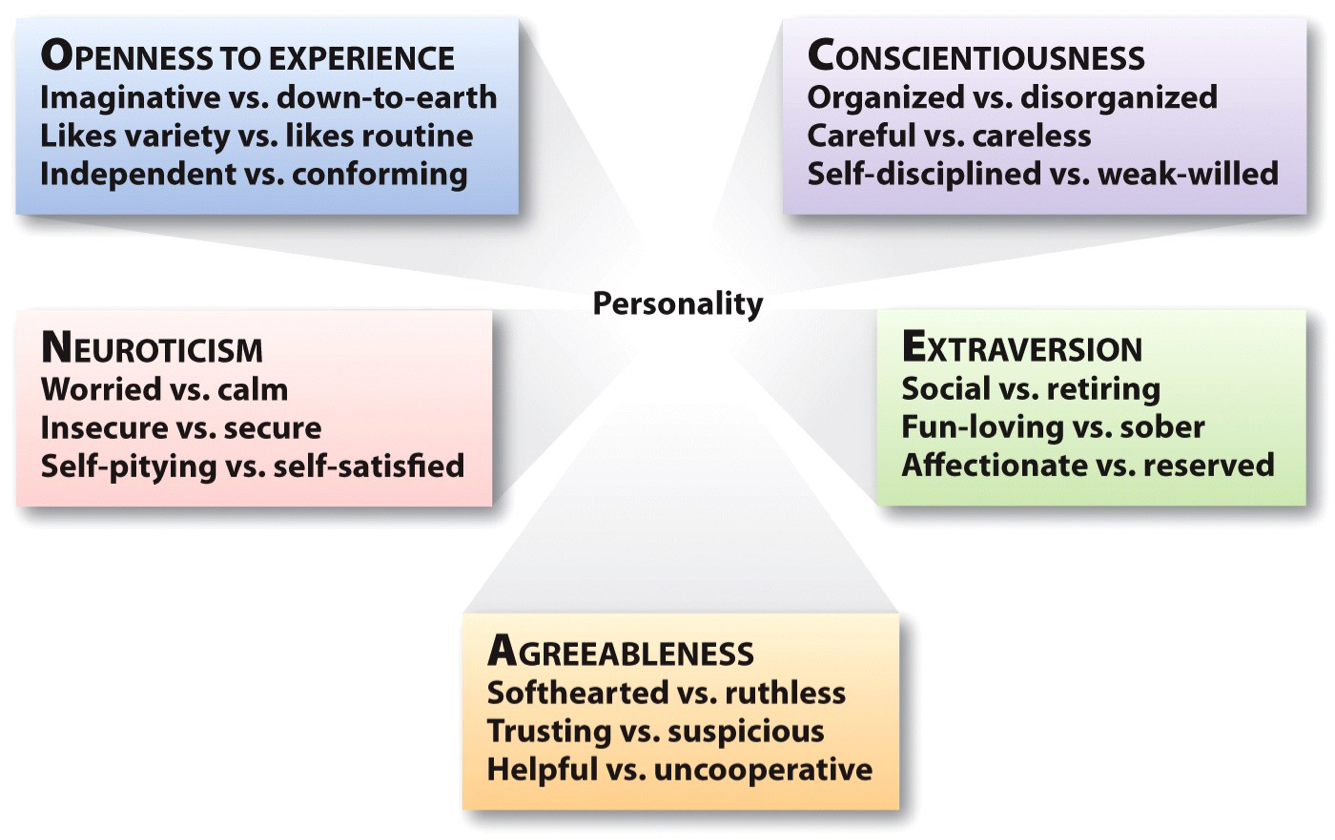 OPENNESS TO EXPERIENCE
Imaginative vs. down-to-earth
Likes variety vs. likes routine
Independent vs. conforming
CONSCIENTIOUSNESS
Organized vs. disorganized
Careful vs. careless
Self-disciplined vs. weak-willed
Personality
NEUROTICISM
Worried vs. calm
Insecure vs. secure
Self-pitying vs. self-satisfied
EXTRAVERSION
Social vs. retiring
Fun-loving vs. sober
Affectionate vs. reserved
AGREEABLENESS
Softhearted vs. ruthless
Trusting vs. suspicious
Helpful vs. uncooperative